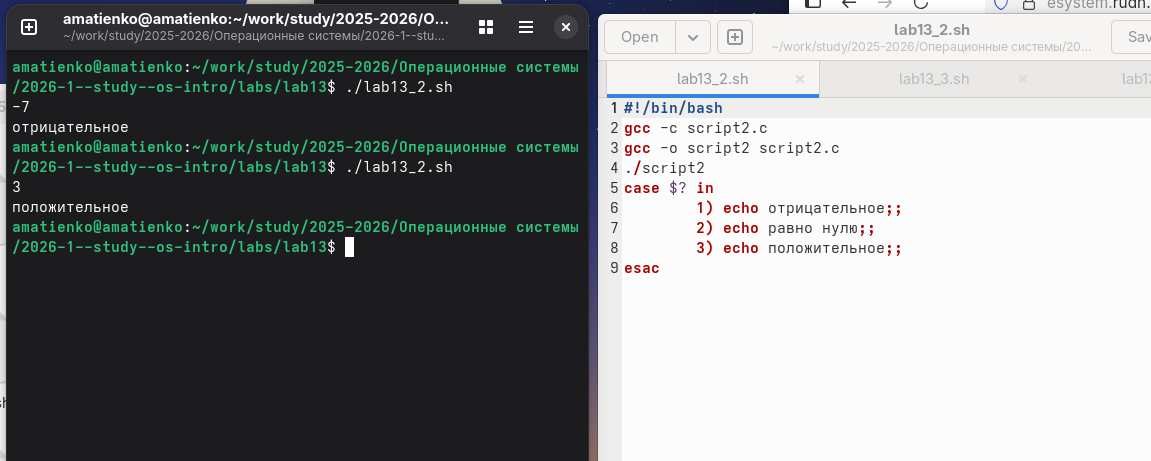 amatienko@amatienko:~/work/study/2025-2026/О...
~/work/study/2025-2026/Операционные системы/2026-1--stu...
amatienko@amatienko:~/work/study/2025-2026/Операционные системы
/2026-1--study--os-intro/labs/lab13$ ./lab13_2.sh
-7
отрицательное
amatienko@amatienko:~/work/study/2025-2026/Операционные системы
/2026-1--study--os-intro/labs/lab13$ ./lab13_2.sh
3
положительное
amatienko@amatienko:~/work/study/2025-2026/Операционные системы
/2026-1--study--os-intro/labs/lab13$
esystem.rudn.
Open
lab13_2.sh
~/work/study/2025-2026/Операционные системы/20...
Sav
lab13_2.sh
lab13_3.sh
lab13
1 #!/bin/bash
2 gcc -c script2.c
3 gcc -o script2 script2.c
4 ./script2
5 case $? in
6 1) echo отрицательное;;
7 2) echo равно нулю;;
8 3) echo положительное;;
9 esac